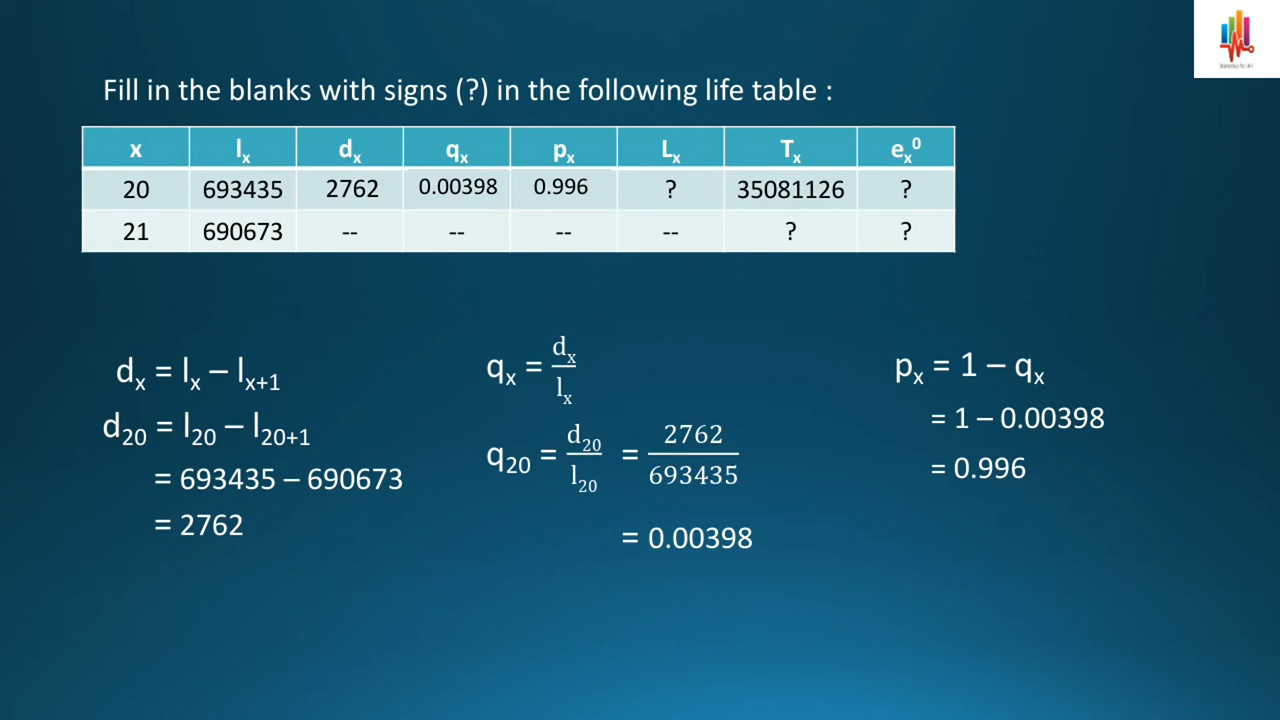 Fill in the blanks with signs (?) in the following life table :
x lₓ dₓ qₓ pₓ Lₓ Tₓ eₓ⁰
20 693435 2762 0.00398 0.996 ? 35081126 ?
21 690673 -- -- -- -- ? ?
dₓ = lₓ – lₓ₊₁
d₂₀ = l₂₀ – l₂₀₊₁
= 693435 – 690673
= 2762
qₓ = dₓ/lₓ
q₂₀ = d₂₀/l₂₀ = 2762/693435
= 0.00398
pₓ = 1 – qₓ
= 1 – 0.00398
= 0.996
Statistics for All